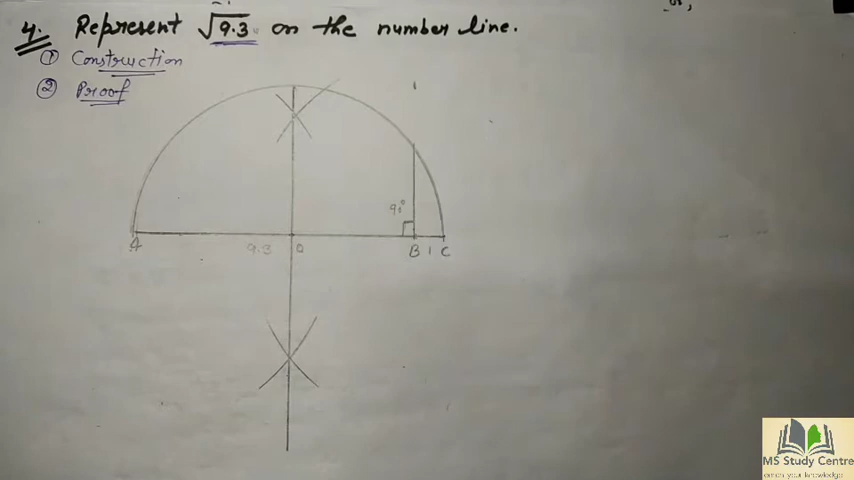 4. Represent √9.3 on the number line.
① Construction
② Proof
90°
A 9.3 O B 1 C
MS Study Centre